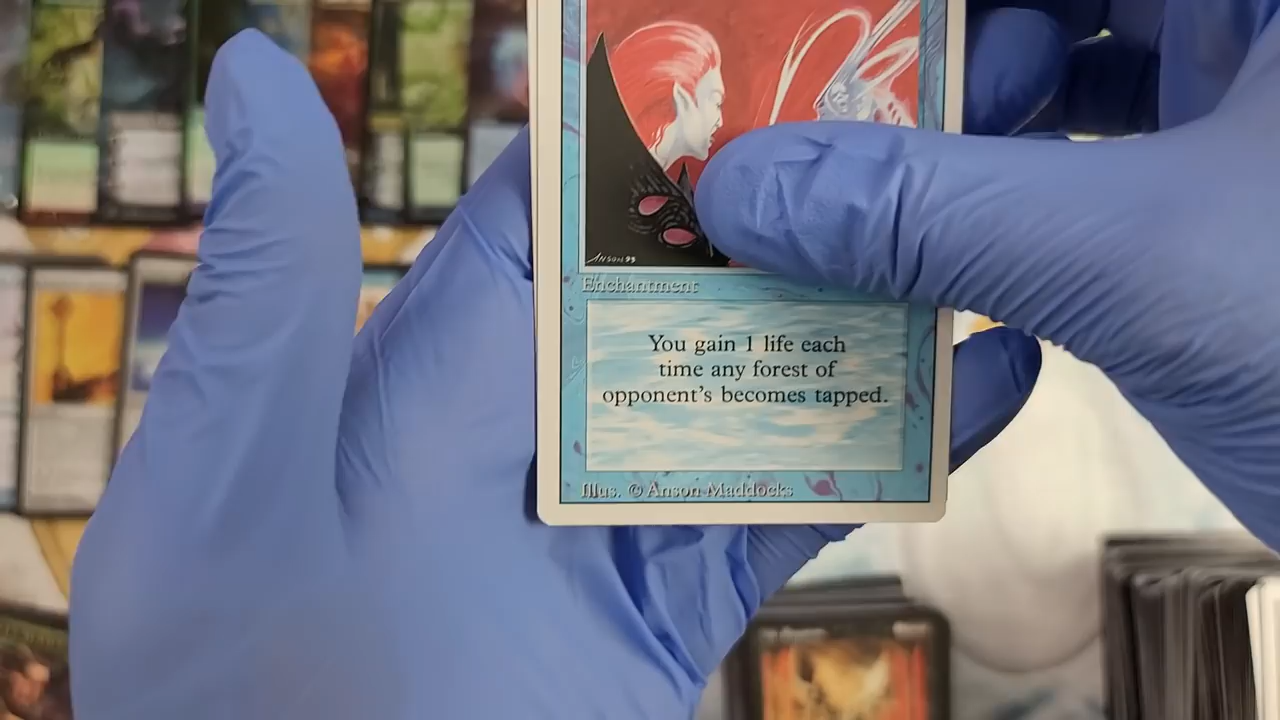 ANSON 93
Enchantment
You gain 1 life each
time any forest of
opponent's becomes tapped.
Illus. © Anson Maddocks